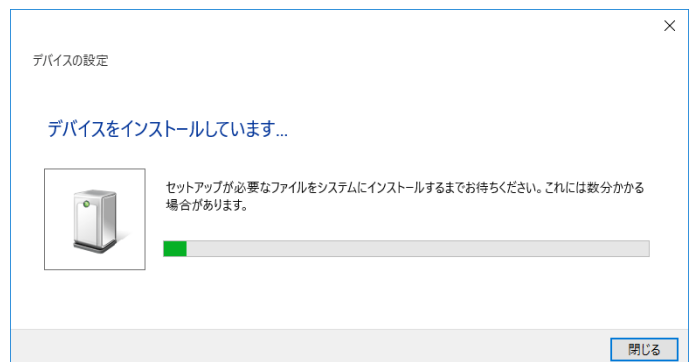 デバイスの設定
デバイスをインストールしています...
セットアップが必要なファイルをシステムにインストールするまでお待ちください。これには数分かかる
場合があります。
閉じる